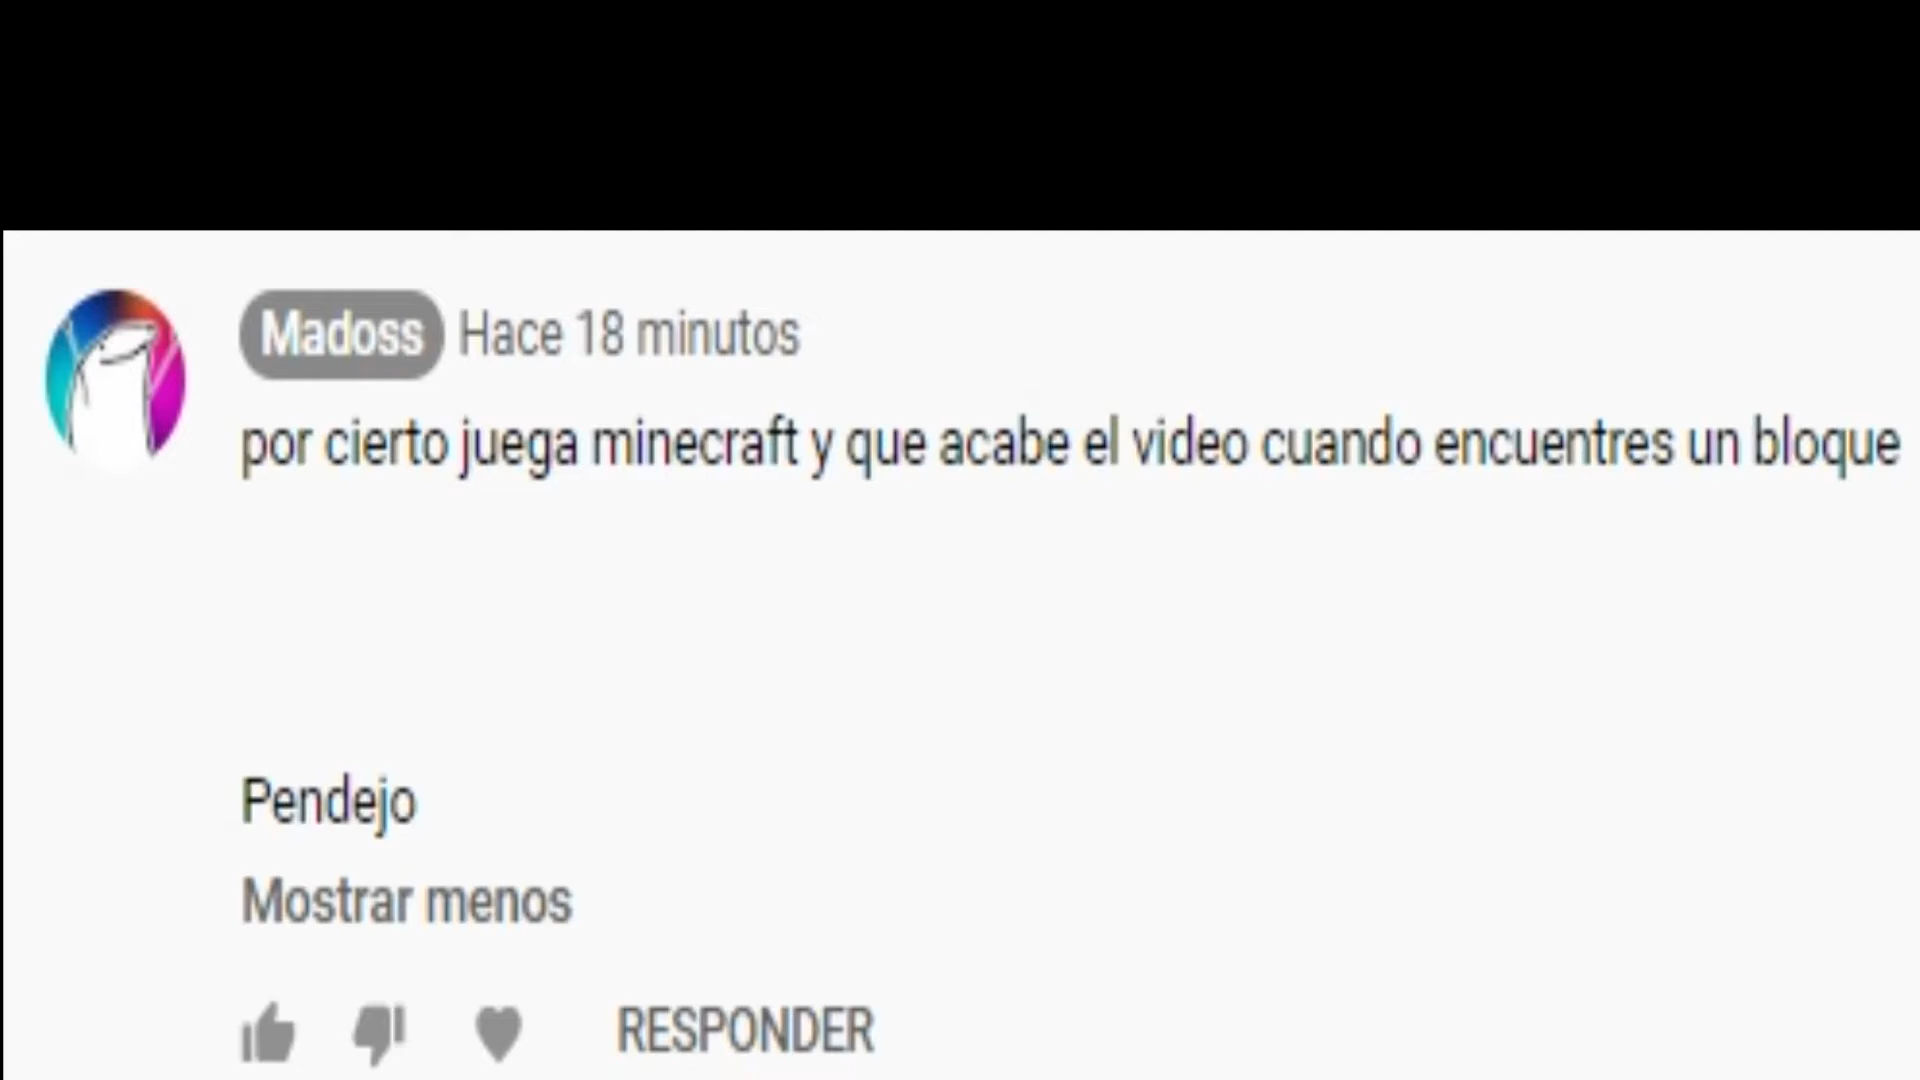 Madoss Hace 18 minutos
por cierto juega minecraft y que acabe el video cuando encuentres un bloque
Pendejo
Mostrar menos
RESPONDER